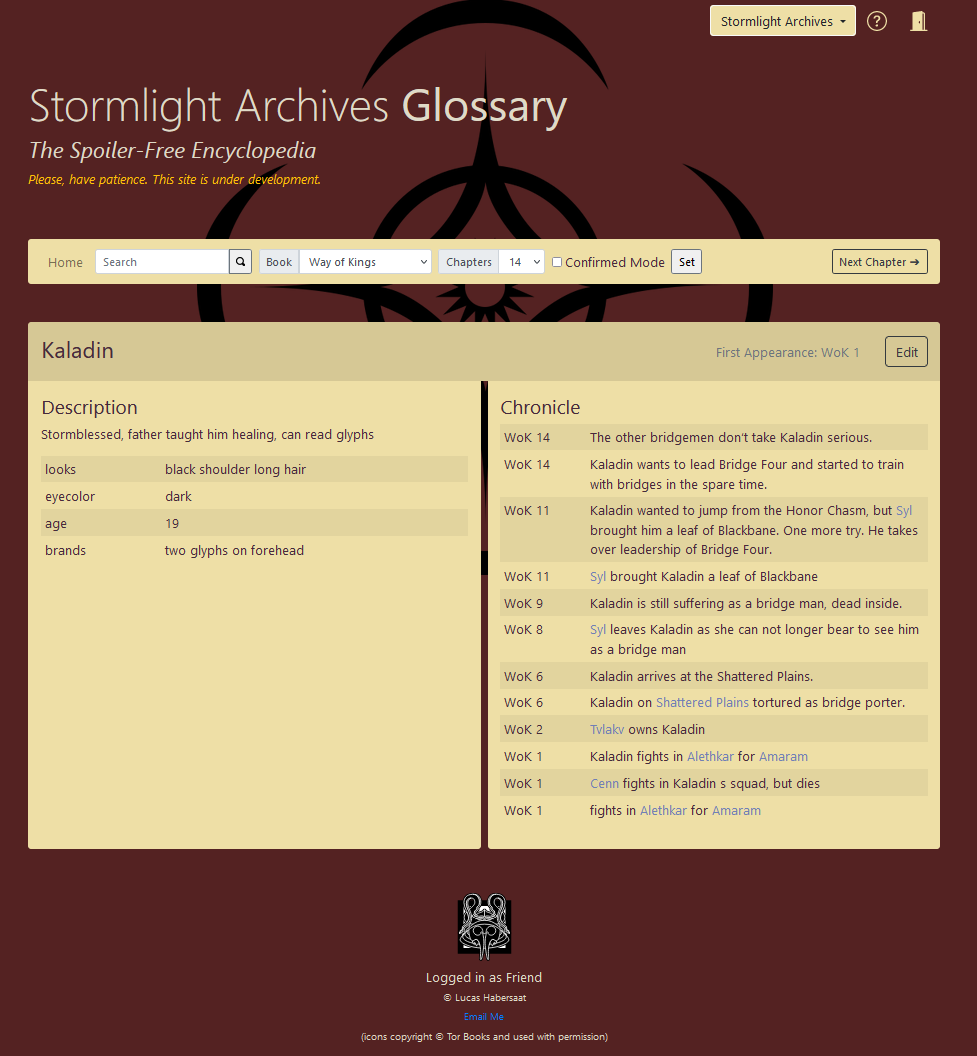 Stormlight Archives
Stormlight Archives Glossary
The Spoiler-Free Encyclopedia
Please, have patience. This site is under development.
Home Search Book Way of Kings Chapters 14 Confirmed Mode Set Next Chapter ➔
Kaladin First Appearance: WoK 1 Edit
Description
Stormblessed, father taught him healing, can read glyphs
looks black shoulder long hair
eyecolor dark
age 19
brands two glyphs on forehead
Chronicle
WoK 14 The other bridgemen don't take Kaladin serious.
WoK 14 Kaladin wants to lead Bridge Four and started to train
with bridges in the spare time.
WoK 11 Kaladin wanted to jump from the Honor Chasm, but Syl
brought him a leaf of Blackbane. One more try. He takes
over leadership of Bridge Four.
WoK 11 Syl brought Kaladin a leaf of Blackbane
WoK 9 Kaladin is still suffering as a bridge man, dead inside.
WoK 8 Syl leaves Kaladin as she can not longer bear to see him
as a bridge man
WoK 6 Kaladin arrives at the Shattered Plains.
WoK 6 Kaladin on Shattered Plains tortured as bridge porter.
WoK 2 Tvlakv owns Kaladin
WoK 1 Kaladin fights in Alethkar for Amaram
WoK 1 Cenn fights in Kaladin s squad, but dies
WoK 1 fights in Alethkar for Amaram
Logged in as Friend
© Lucas Habersaat
Email Me
(icons copyright © Tor Books and used with permission)